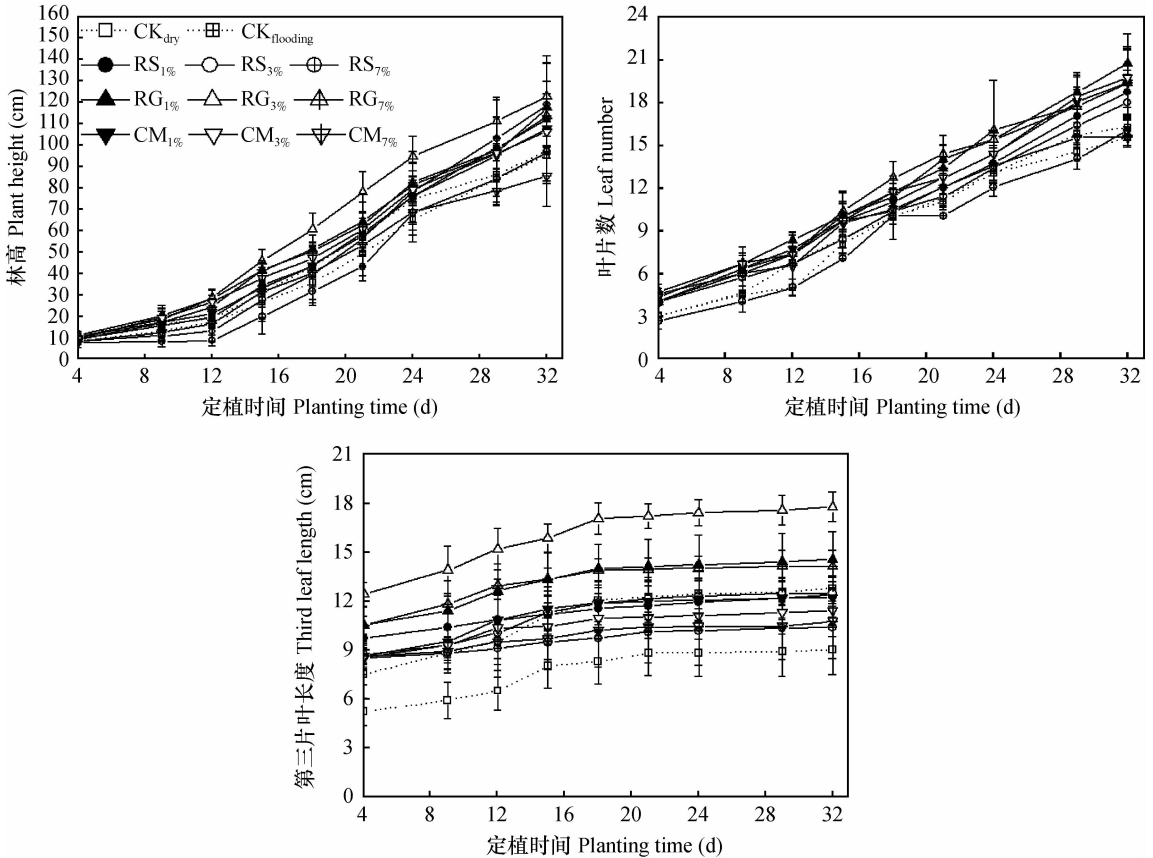 160
150
140
130
120
110
100
90
80
70
60
50
40
30
20
10
0
林高 Plant height (cm)
CKdry CKflooding
RS1% RS3% RS7%
RG1% RG3% RG7%
CM1% CM3% CM7%
4 8 12 16 20 24 28 32
定植时间 Planting time (d)
24
21
18
15
12
9
6
3
0
叶片数 Leaf number
4 8 12 16 20 24 28 32
定植时间 Planting time (d)
21
18
15
12
9
6
3
0
第三片叶长度 Third leaf length (cm)
4 8 12 16 20 24 28 32
定植时间 Planting time (d)